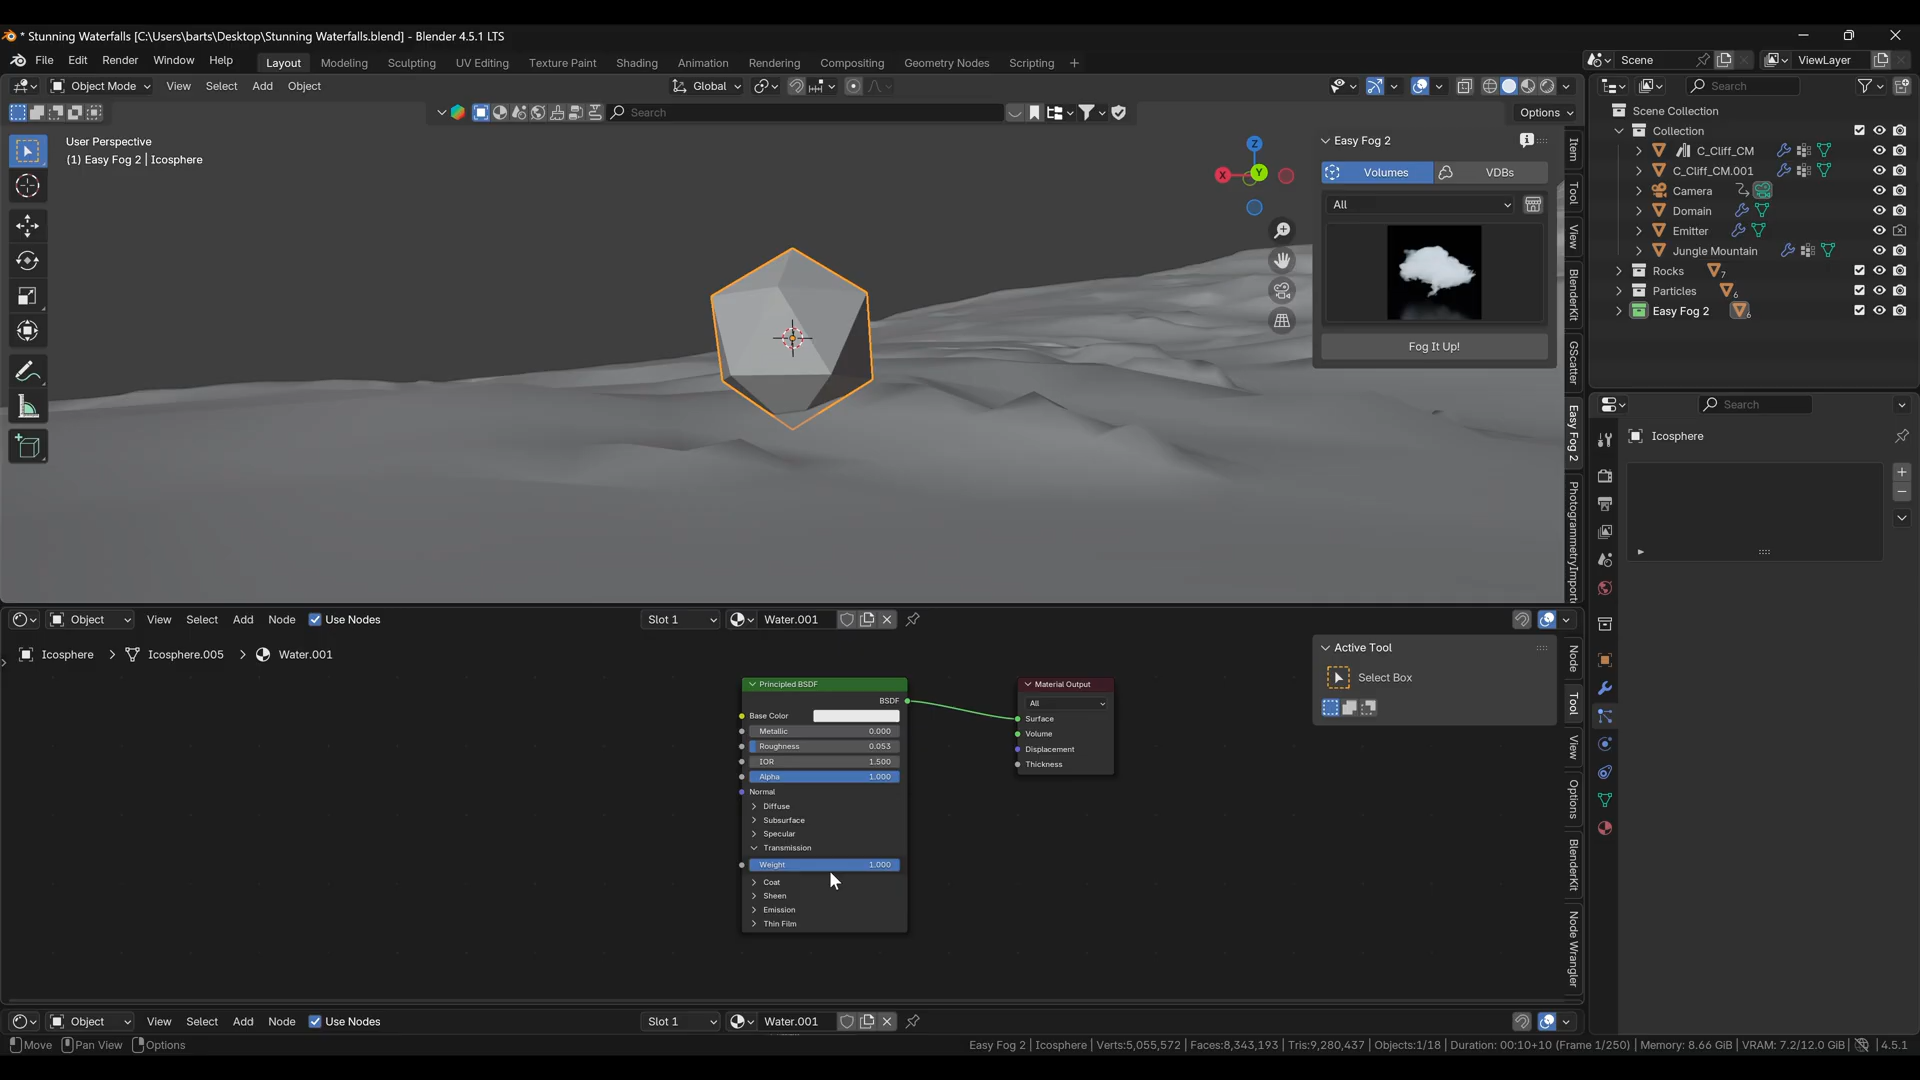 * Stunning Waterfalls [C:\Users\barts\Desktop\Stunning Waterfalls.blend] - Blender 4.5.1 LTS
File Edit Render Window Help Layout Modeling Sculpting UV Editing Texture Paint Shading Animation Rendering Compositing Geometry Nodes Scripting + Scene ViewLayer
Object Mode View Select Add Object Global Search
Search Options
User Perspective
(1) Easy Fog 2 | Icosphere
Z
X
Y
Easy Fog 2
Volumes VDBs
All
Fog It Up!
Item
Tool
View
BlenderKit
GScatter
Easy Fog 2
PhotogrammetryImport
Scene Collection
Collection
C_Cliff_CM
C_Cliff_CM.001
Camera
Domain
Emitter
Jungle Mountain
Rocks 7
Particles 6
Easy Fog 2 6
Search
Icosphere
Object View Select Add Node Use Nodes Slot 1 Water.001
Icosphere > Icosphere.005 > Water.001
Principled BSDF
BSDF
Base Color
Metallic 0.000
Roughness 0.053
IOR 1.500
Alpha 1.000
Normal
Diffuse
Subsurface
Specular
Transmission
Weight 1.000
Coat
Sheen
Emission
Thin Film
Material Output
All
Surface
Volume
Displacement
Thickness
Active Tool
Select Box
Node
Tool
View
Options
BlenderKit
Node Wrangler
Object View Select Add Node Use Nodes Slot 1 Water.001
Move Pan View Options Easy Fog 2 | Icosphere | Verts:5,055,572 | Faces:8,343,193 | Tris:9,280,437 | Objects:1/18 | Duration: 00:10+10 (Frame 1/250) | Memory: 8.66 GiB | VRAM: 7.2/12.0 GiB | 4.5.1